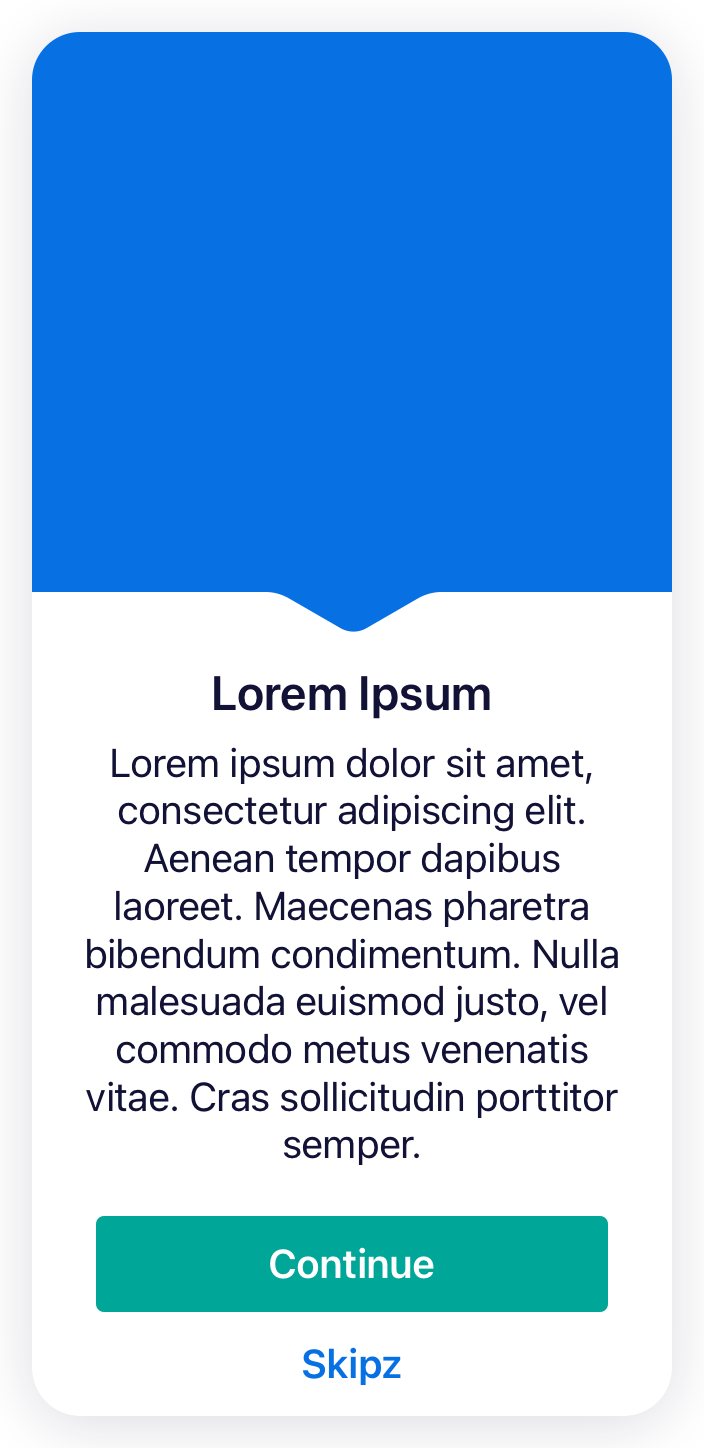 Lorem Ipsum
Lorem ipsum dolor sit amet,
consectetur adipiscing elit.
Aenean tempor dapibus
laoreet. Maecenas pharetra
bibendum condimentum. Nulla
malesuada euismod justo, vel
commodo metus venenatis
vitae. Cras sollicitudin porttitor
semper.
Continue
Skipz